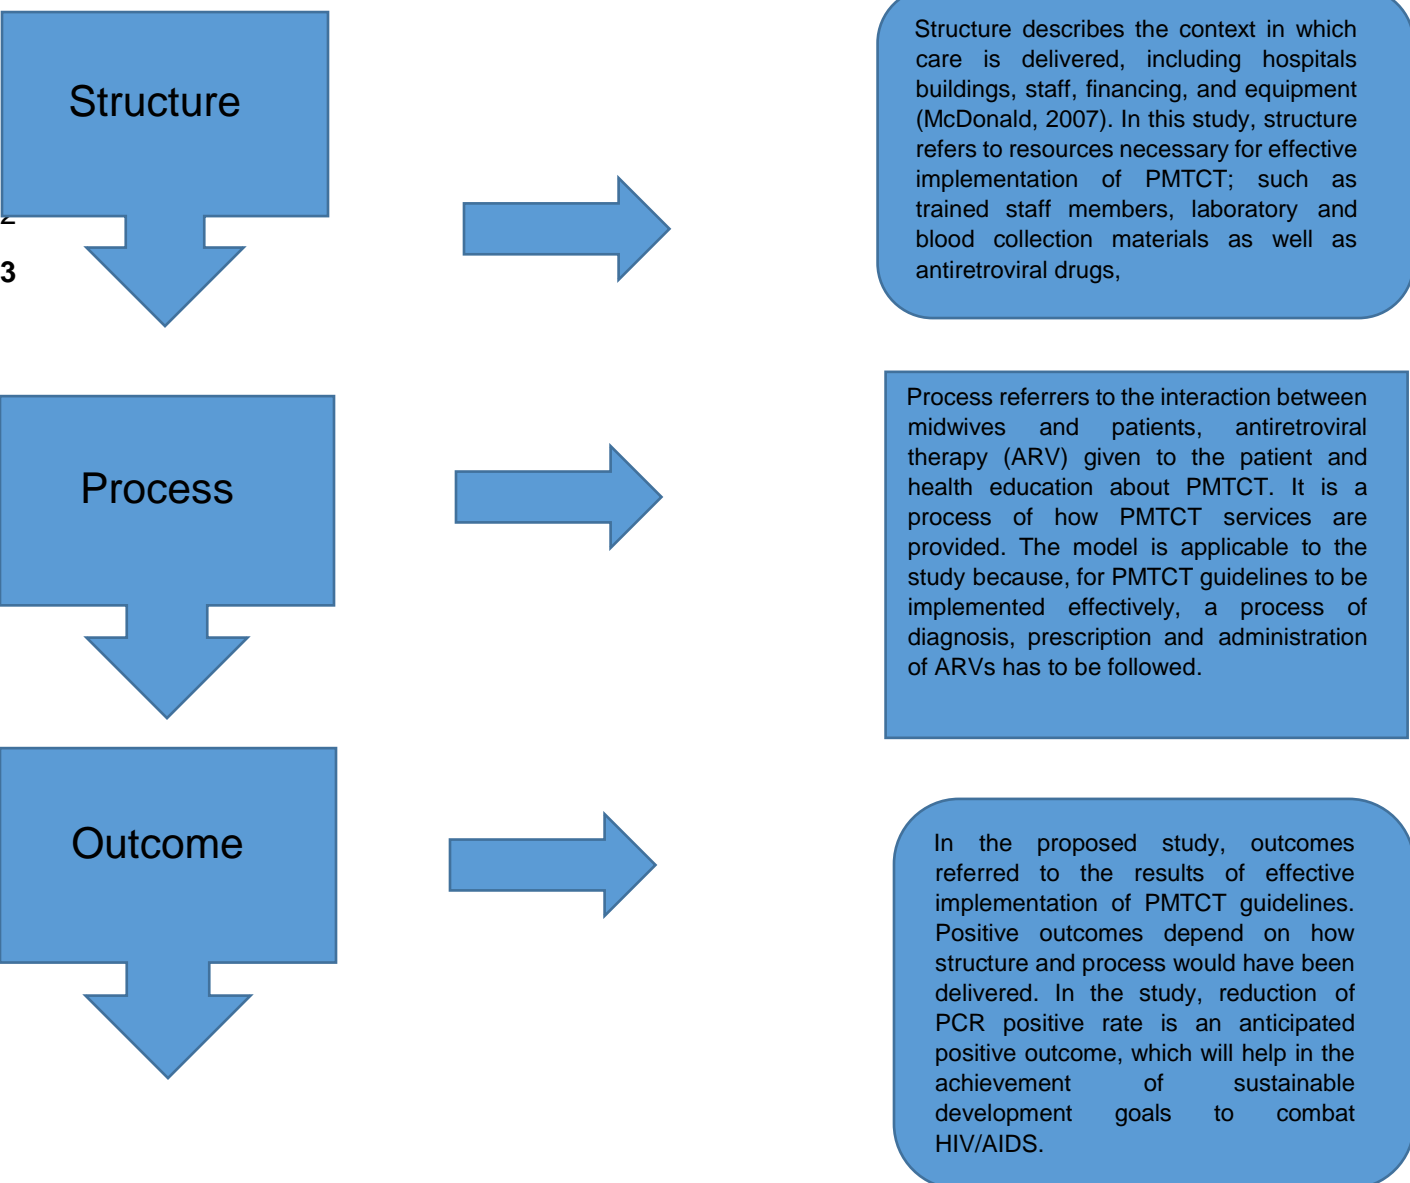 Structure
2
3
Structure describes the context in which
care is delivered, including hospitals
buildings, staff, financing, and equipment
(McDonald, 2007). In this study, structure
refers to resources necessary for effective
implementation of PMTCT; such as
trained staff members, laboratory and
blood collection materials as well as
antiretroviral drugs,
Process
Process referrers to the interaction between
midwives and patients, antiretroviral
therapy (ARV) given to the patient and
health education about PMTCT. It is a
process of how PMTCT services are
provided. The model is applicable to the
study because, for PMTCT guidelines to be
implemented effectively, a process of
diagnosis, prescription and administration
of ARVs has to be followed.
Outcome
In the proposed study, outcomes
referred to the results of effective
implementation of PMTCT guidelines.
Positive outcomes depend on how
structure and process would have been
delivered. In the study, reduction of
PCR positive rate is an anticipated
positive outcome, which will help in the
achievement of sustainable
development goals to combat
HIV/AIDS.